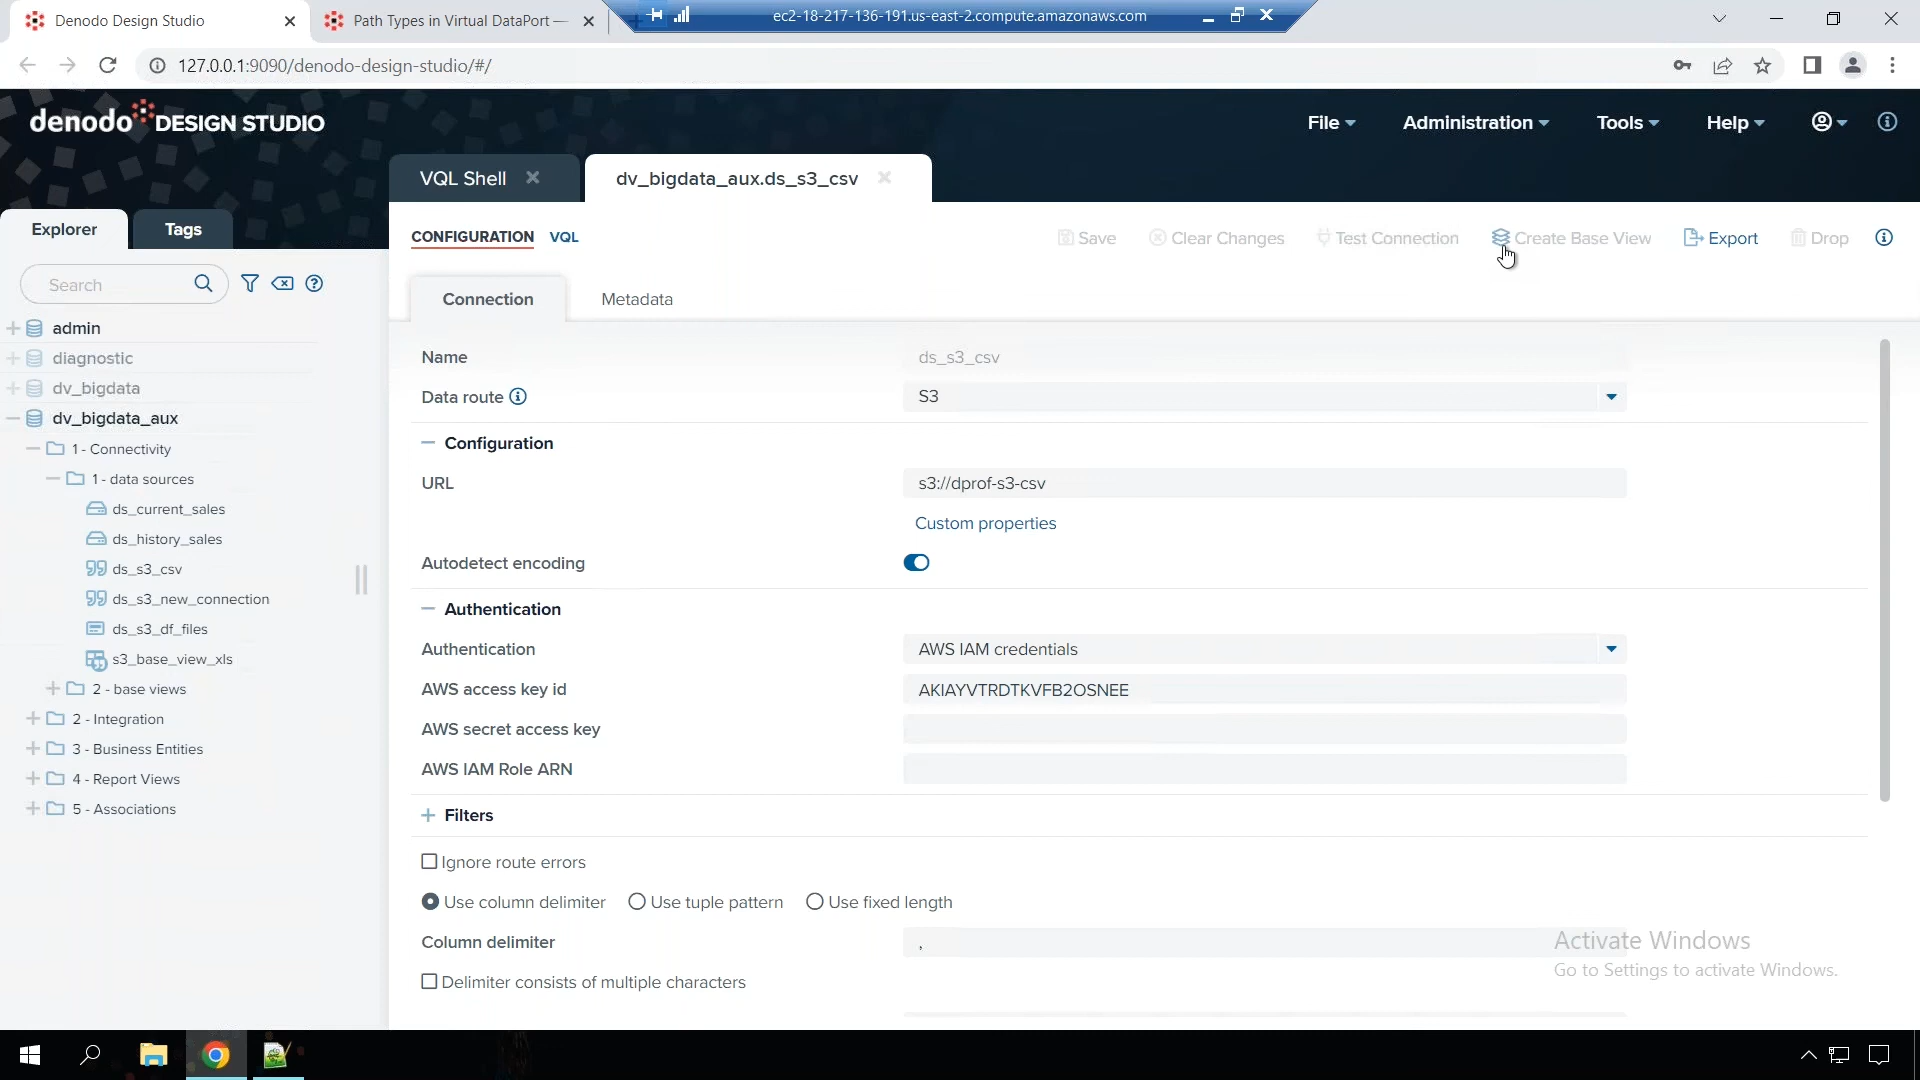 Denodo Design Studio
Path Types in Virtual DataPort —
ec2-18-217-136-191.us-east-2.compute.amazonaws.com
127.0.0.1:9090/denodo-design-studio/#/
denodo DESIGN STUDIO
File
Administration
Tools
Help
VQL Shell
dv_bigdata_aux.ds_s3_csv
Explorer
Tags
CONFIGURATION
VQL
Save
Clear Changes
Test Connection
Create Base View
Export
Drop
Search
Connection
Metadata
admin
diagnostic
dv_bigdata
dv_bigdata_aux
1 - Connectivity
1 - data sources
ds_current_sales
ds_history_sales
ds_s3_csv
ds_s3_new_connection
ds_s3_df_files
s3_base_view_xls
2 - base views
2 - Integration
3 - Business Entities
4 - Report Views
5 - Associations
Name
ds_s3_csv
Data route
S3
Configuration
URL
s3://dprof-s3-csv
Custom properties
Autodetect encoding
Authentication
Authentication
AWS IAM credentials
AWS access key id
AKIAYVTRDTKVFB2OSNEE
AWS secret access key
AWS IAM Role ARN
Filters
Ignore route errors
Use column delimiter
Use tuple pattern
Use fixed length
Column delimiter
,
Delimiter consists of multiple characters
Activate Windows
Go to Settings to activate Windows.